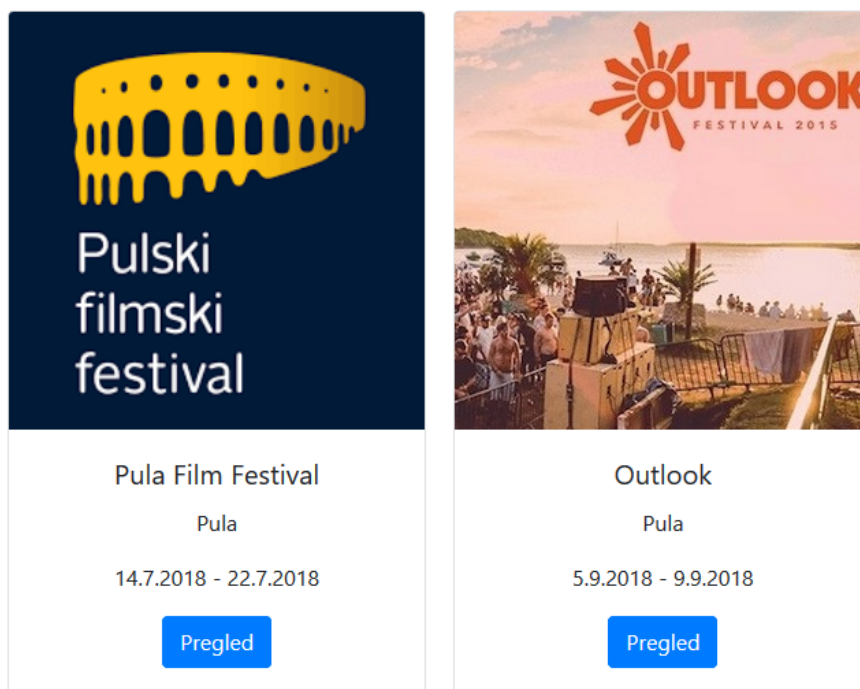 Pulski
filmski
festival
Pula Film Festival
Pula
14.7.2018 - 22.7.2018
Pregled
OUTLOOK
FESTIVAL 2015
Outlook
Pula
5.9.2018 - 9.9.2018
Pregled